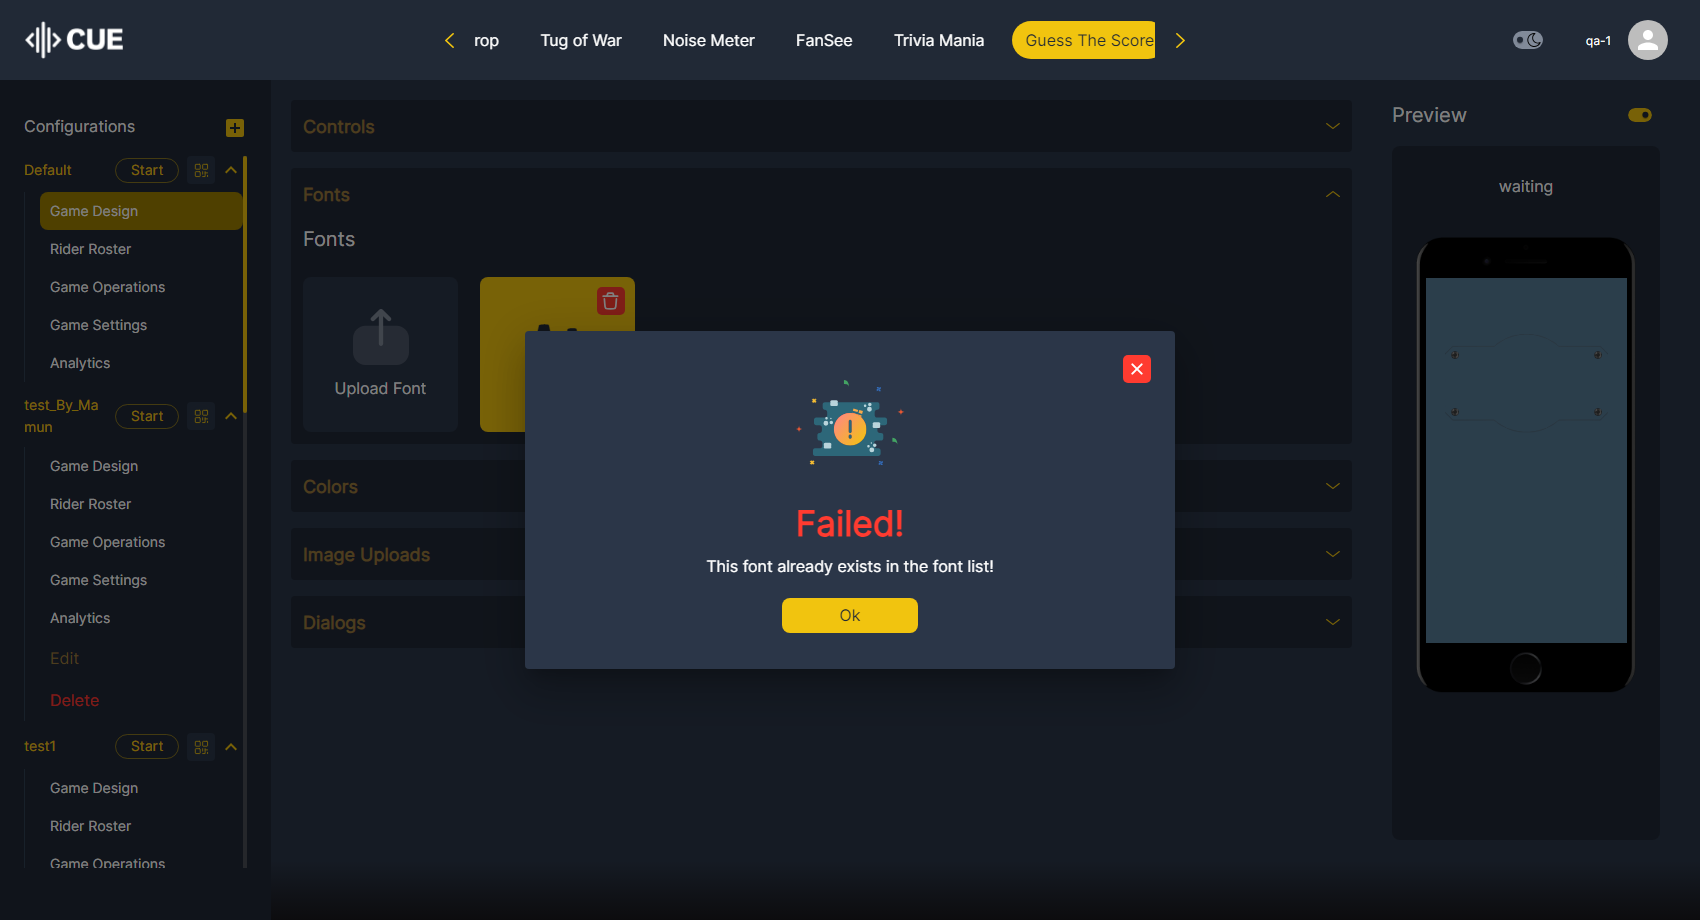 CUE
rop
Tug of War
Noise Meter
FanSee
Trivia Mania
Guess The Score
qa-1
Configurations
Default
Start
Game Design
Rider Roster
Game Operations
Game Settings
Analytics
test_By_Ma
mun
Start
Game Design
Rider Roster
Game Operations
Game Settings
Analytics
Edit
Delete
test1
Start
Game Design
Rider Roster
Game Operations
Controls
Fonts
Fonts
Upload Font
Colors
Image Uploads
Dialogs
Failed!
This font already exists in the font list!
Ok
Preview
waiting